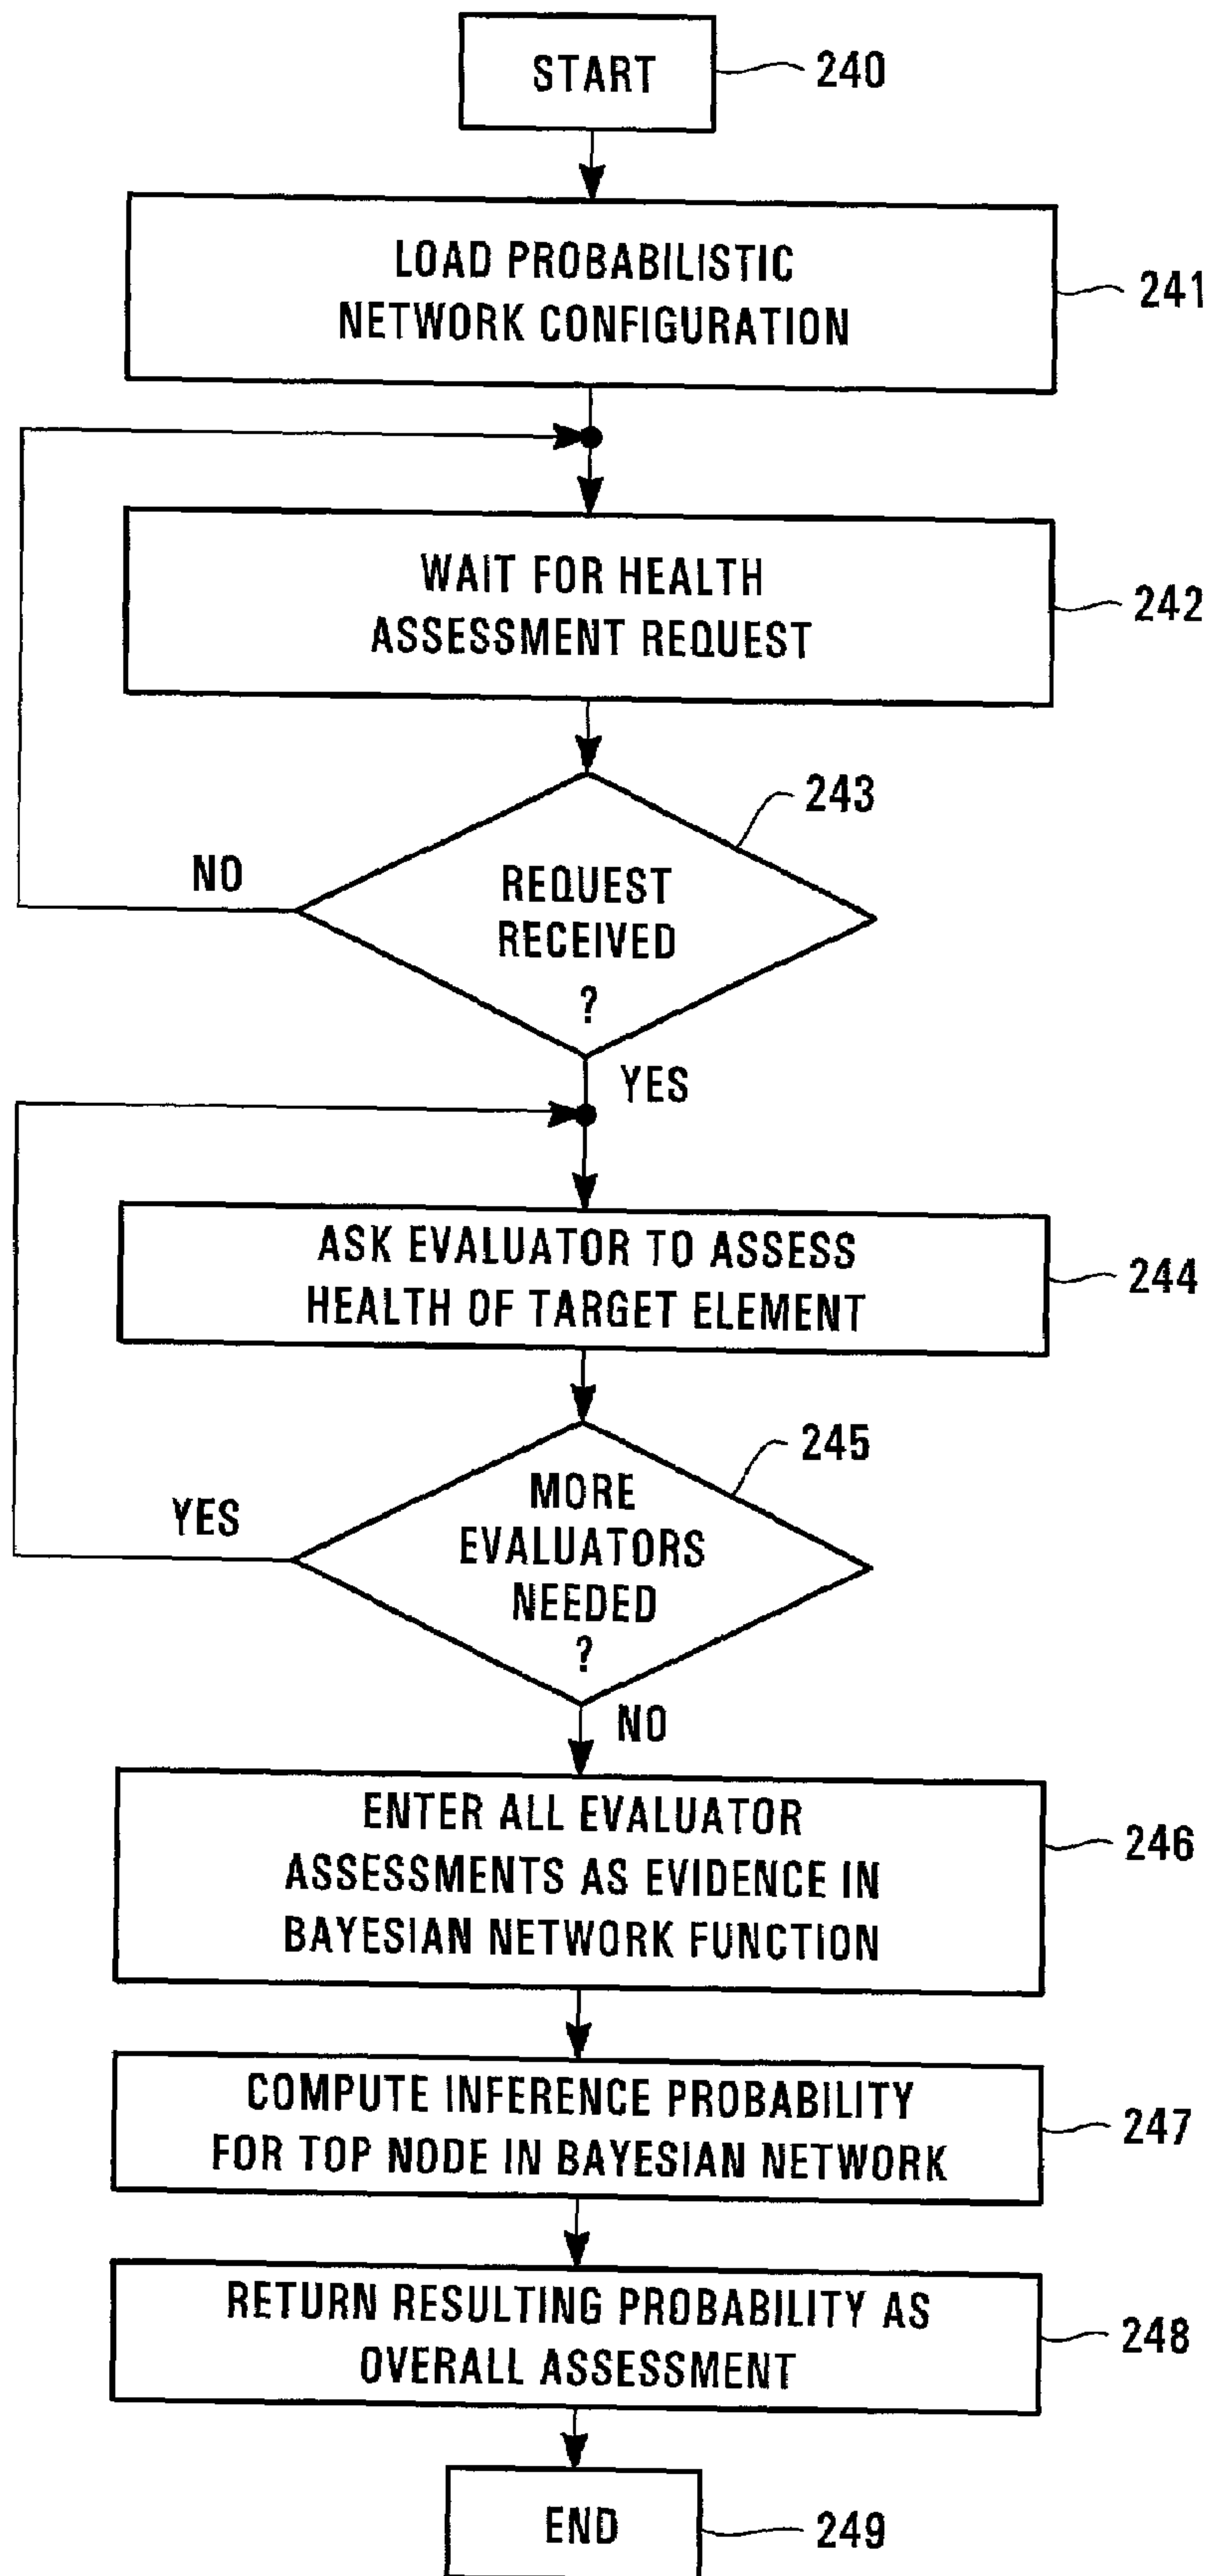 START
240
LOAD PROBABILISTIC
NETWORK CONFIGURATION
241
WAIT FOR HEALTH
ASSESSMENT REQUEST
242
243
NO
REQUEST
RECEIVED
?
YES
ASK EVALUATOR TO ASSESS
HEALTH OF TARGET ELEMENT
244
245
YES
MORE
EVALUATORS
NEEDED
?
NO
ENTER ALL EVALUATOR
ASSESSMENTS AS EVIDENCE IN
BAYESIAN NETWORK FUNCTION
246
COMPUTE INFERENCE PROBABILITY
FOR TOP NODE IN BAYESIAN NETWORK
247
RETURN RESULTING PROBABILITY AS
OVERALL ASSESSMENT
248
END
249